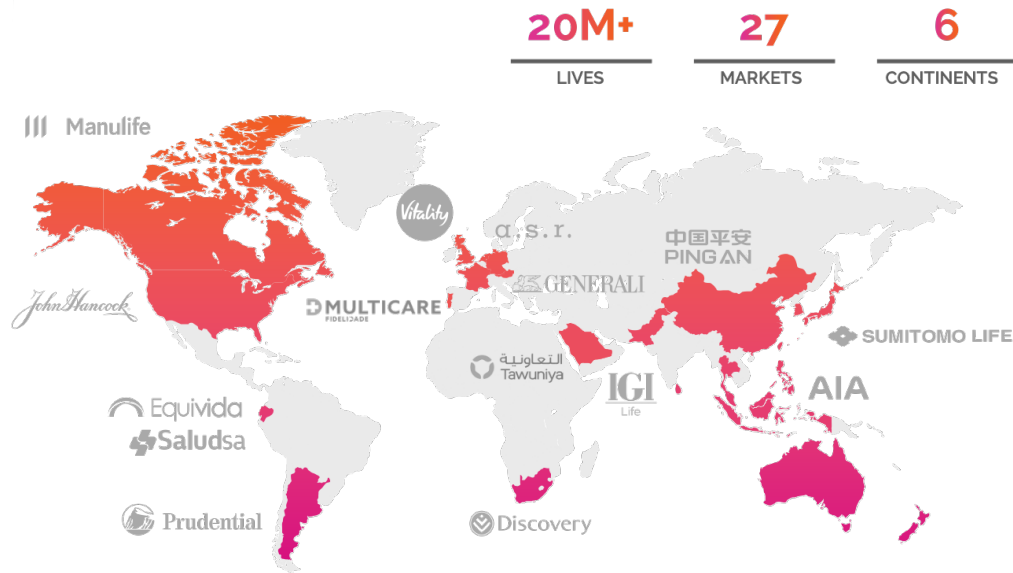 20M+
27
6
LIVES
MARKETS
CONTINENTS
Manulife
Vitality
a.s.r.
中国平安
PING AN
GENERALI
John Hancock
MULTICARE
FIDELIDADE
SUMITOMO LIFE
التعاونية
Tawuniya
IGI
Life
AIA
Equivida
Saludsa
Prudential
Discovery